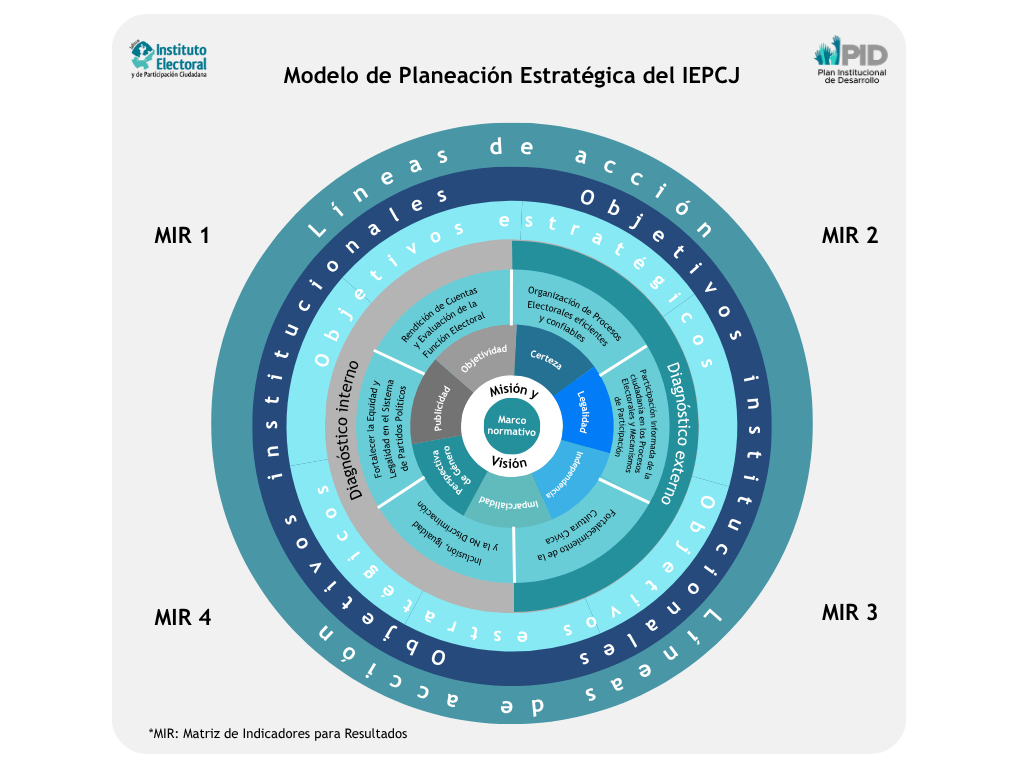 Jalisco
Instituto
Electoral
y de Participación Ciudadana
PID
Plan Institucional
de Desarrollo
Modelo de Planeación Estratégica del IEPCJ
MIR 1
MIR 2
Líneas de acción
Objetivos institucionales
Objetivos institucionales
Objetivos estratégicos
Diagnóstico interno
Diagnóstico externo
Rendición de Cuentas
y Evaluación de la
Función Electoral
Organización de Procesos
Electorales eficientes
y confiables
Participación Informada de la
ciudadanía en los Procesos
Electorales y Mecanismos
de Participación
Fortalecimiento de la
Cultura Cívica
Inclusión, Igualdad
y la No Discriminación
Fortalecer la Equidad y
Legalidad en el Sistema
de Partidos Políticos
Objetividad
Certeza
Legalidad
Independencia
Imparcialidad
Perspectiva
de Género
Publicidad
Misión y
Marco
normativo
Visión
Objetivos estratégicos
Líneas de acción
MIR 4
MIR 3
*MIR: Matriz de Indicadores para Resultados